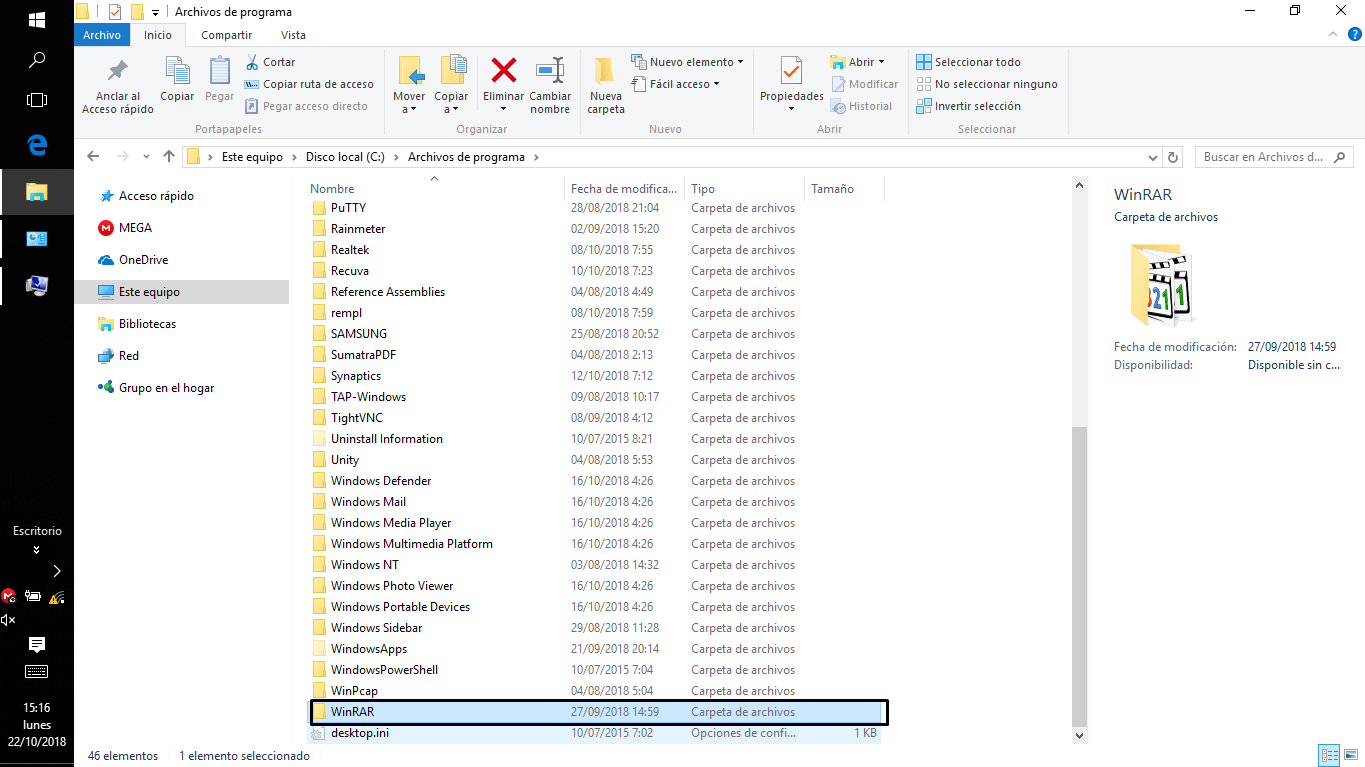 Archivos de programa
Archivo Inicio Compartir Vista
Anclar al Acceso rápido
Copiar
Pegar
Cortar
Copiar ruta de acceso
Pegar acceso directo
Portapapeles
Mover a
Copiar a
Eliminar
Cambiar nombre
Organizar
Nueva carpeta
Nuevo elemento
Fácil acceso
Nuevo
Propiedades
Abrir
Modificar
Historial
Abrir
Seleccionar todo
No seleccionar ninguno
Invertir selección
Seleccionar
Este equipo Disco local (C:) Archivos de programa
Buscar en Archivos d...
Acceso rápido
MEGA
OneDrive
Este equipo
Bibliotecas
Red
Grupo en el hogar
Nombre Fecha de modifica... Tipo Tamaño
PuTTY 28/08/2018 21:04 Carpeta de archivos
Rainmeter 02/09/2018 15:20 Carpeta de archivos
Realtek 08/10/2018 7:55 Carpeta de archivos
Recuva 10/10/2018 7:23 Carpeta de archivos
Reference Assemblies 04/08/2018 4:49 Carpeta de archivos
rempl 08/10/2018 7:59 Carpeta de archivos
SAMSUNG 25/08/2018 20:52 Carpeta de archivos
SumatraPDF 04/08/2018 2:13 Carpeta de archivos
Synaptics 12/10/2018 7:12 Carpeta de archivos
TAP-Windows 09/08/2018 10:17 Carpeta de archivos
TightVNC 08/09/2018 4:12 Carpeta de archivos
Uninstall Information 10/07/2015 8:21 Carpeta de archivos
Unity 04/08/2018 5:53 Carpeta de archivos
Windows Defender 16/10/2018 4:26 Carpeta de archivos
Windows Mail 16/10/2018 4:26 Carpeta de archivos
Windows Media Player 16/10/2018 4:26 Carpeta de archivos
Windows Multimedia Platform 16/10/2018 4:26 Carpeta de archivos
Windows NT 03/08/2018 14:32 Carpeta de archivos
Windows Photo Viewer 16/10/2018 4:26 Carpeta de archivos
Windows Portable Devices 16/10/2018 4:26 Carpeta de archivos
Windows Sidebar 29/08/2018 11:28 Carpeta de archivos
WindowsApps 21/09/2018 20:14 Carpeta de archivos
WindowsPowerShell 10/07/2015 7:04 Carpeta de archivos
WinPcap 04/08/2018 5:04 Carpeta de archivos
WinRAR 27/09/2018 14:59 Carpeta de archivos
desktop.ini 10/07/2015 7:02 Opciones de confi... 1 KB
WinRAR
Carpeta de archivos
321 1
Fecha de modificación: 27/09/2018 14:59
Disponibilidad: Disponible sin c...
46 elementos 1 elemento seleccionado
Escritorio
15:16
lunes
22/10/2018